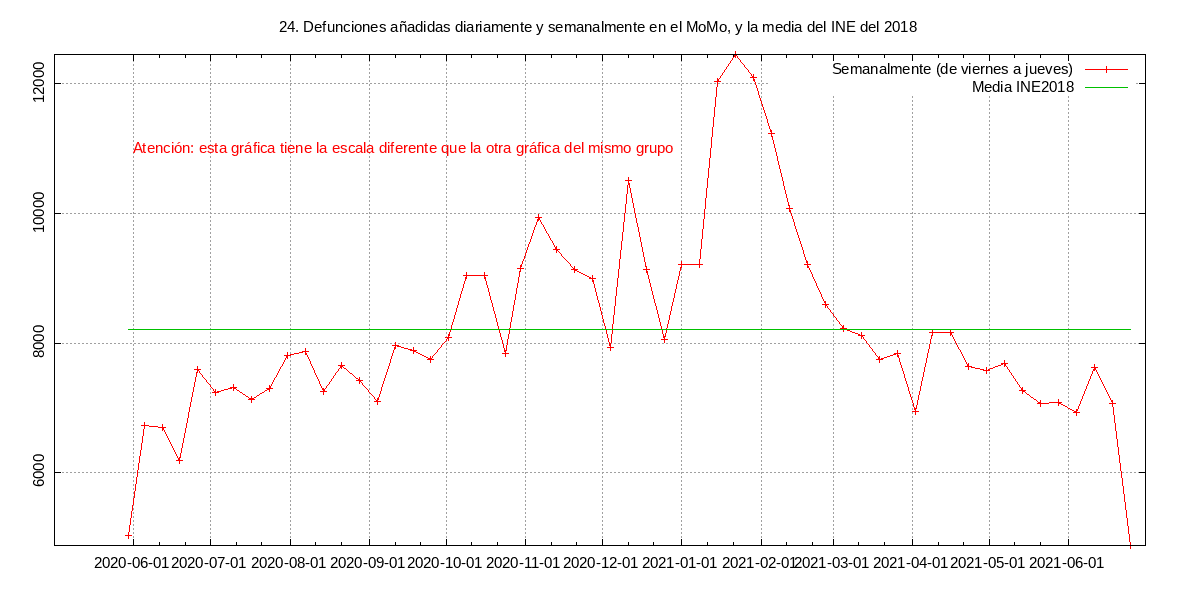 24. Defunciones añadidas diariamente y semanalmente en el MoMo, y la media del INE del 2018
Semanalmente (de viernes a jueves)
Media INE2018
Atención: esta gráfica tiene la escala diferente que la otra gráfica del mismo grupo
12000
10000
8000
6000
2020-06-01 2020-07-01 2020-08-01 2020-09-01 2020-10-01 2020-11-01 2020-12-01 2021-01-01 2021-02-01 2021-03-01 2021-04-01 2021-05-01 2021-06-01